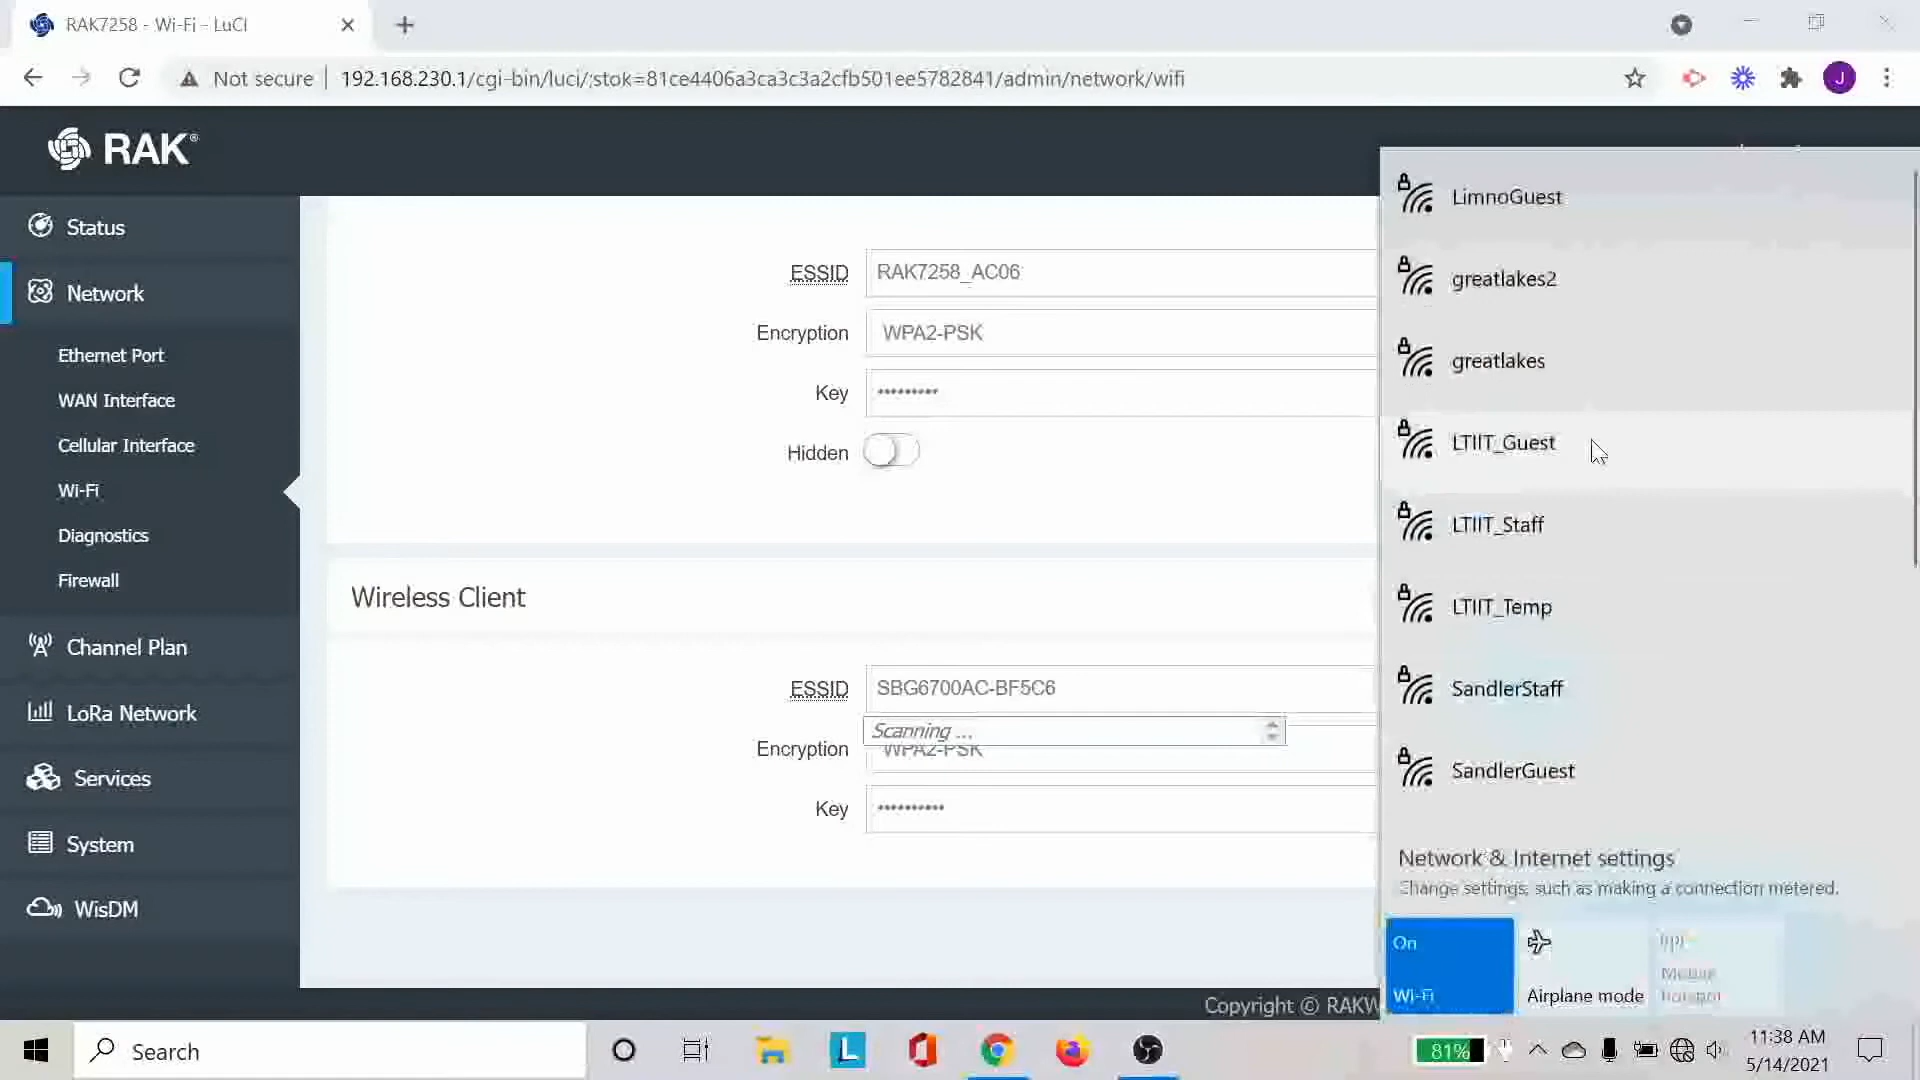 RAK7258 - Wi-Fi - LuCI
Not secure
192.168.230.1/cgi-bin/luci/;stok=81ce4406a3ca3c3a2cfb501ee5782841/admin/network/wifi
J
RAK®
Status
Network
Ethernet Port
WAN Interface
Cellular Interface
Wi-Fi
Diagnostics
Firewall
Channel Plan
LoRa Network
Services
System
WisDM
ESSID
RAK7258_AC06
Encryption
WPA2-PSK
Key
•••••••••
Hidden
Wireless Client
ESSID
SBG6700AC-BF5C6
Scanning ...
Encryption
WPA2-PSK
Key
••••••••••
Copyright © RAKW
LimnoGuest
greatlakes2
greatlakes
LTIIT_Guest
LTIIT_Staff
LTIIT_Temp
SandlerStaff
SandlerGuest
Network & Internet settings
Change settings, such as making a connection metered.
On
Wi-Fi
Airplane mode
Mobile
hotspot
Search
L
81%
11:38 AM
5/14/2021